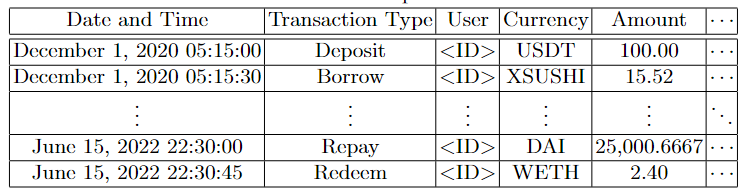 Date and Time Transaction Type User Currency Amount ···
December 1, 2020 05:15:00 Deposit <ID> USDT 100.00 ···
December 1, 2020 05:15:30 Borrow <ID> XSUSHI 15.52 ···
⋮ ⋮ ⋮ ⋮ ⋮ ⋱
June 15, 2022 22:30:00 Repay <ID> DAI 25,000.6667 ···
June 15, 2022 22:30:45 Redeem <ID> WETH 2.40 ···